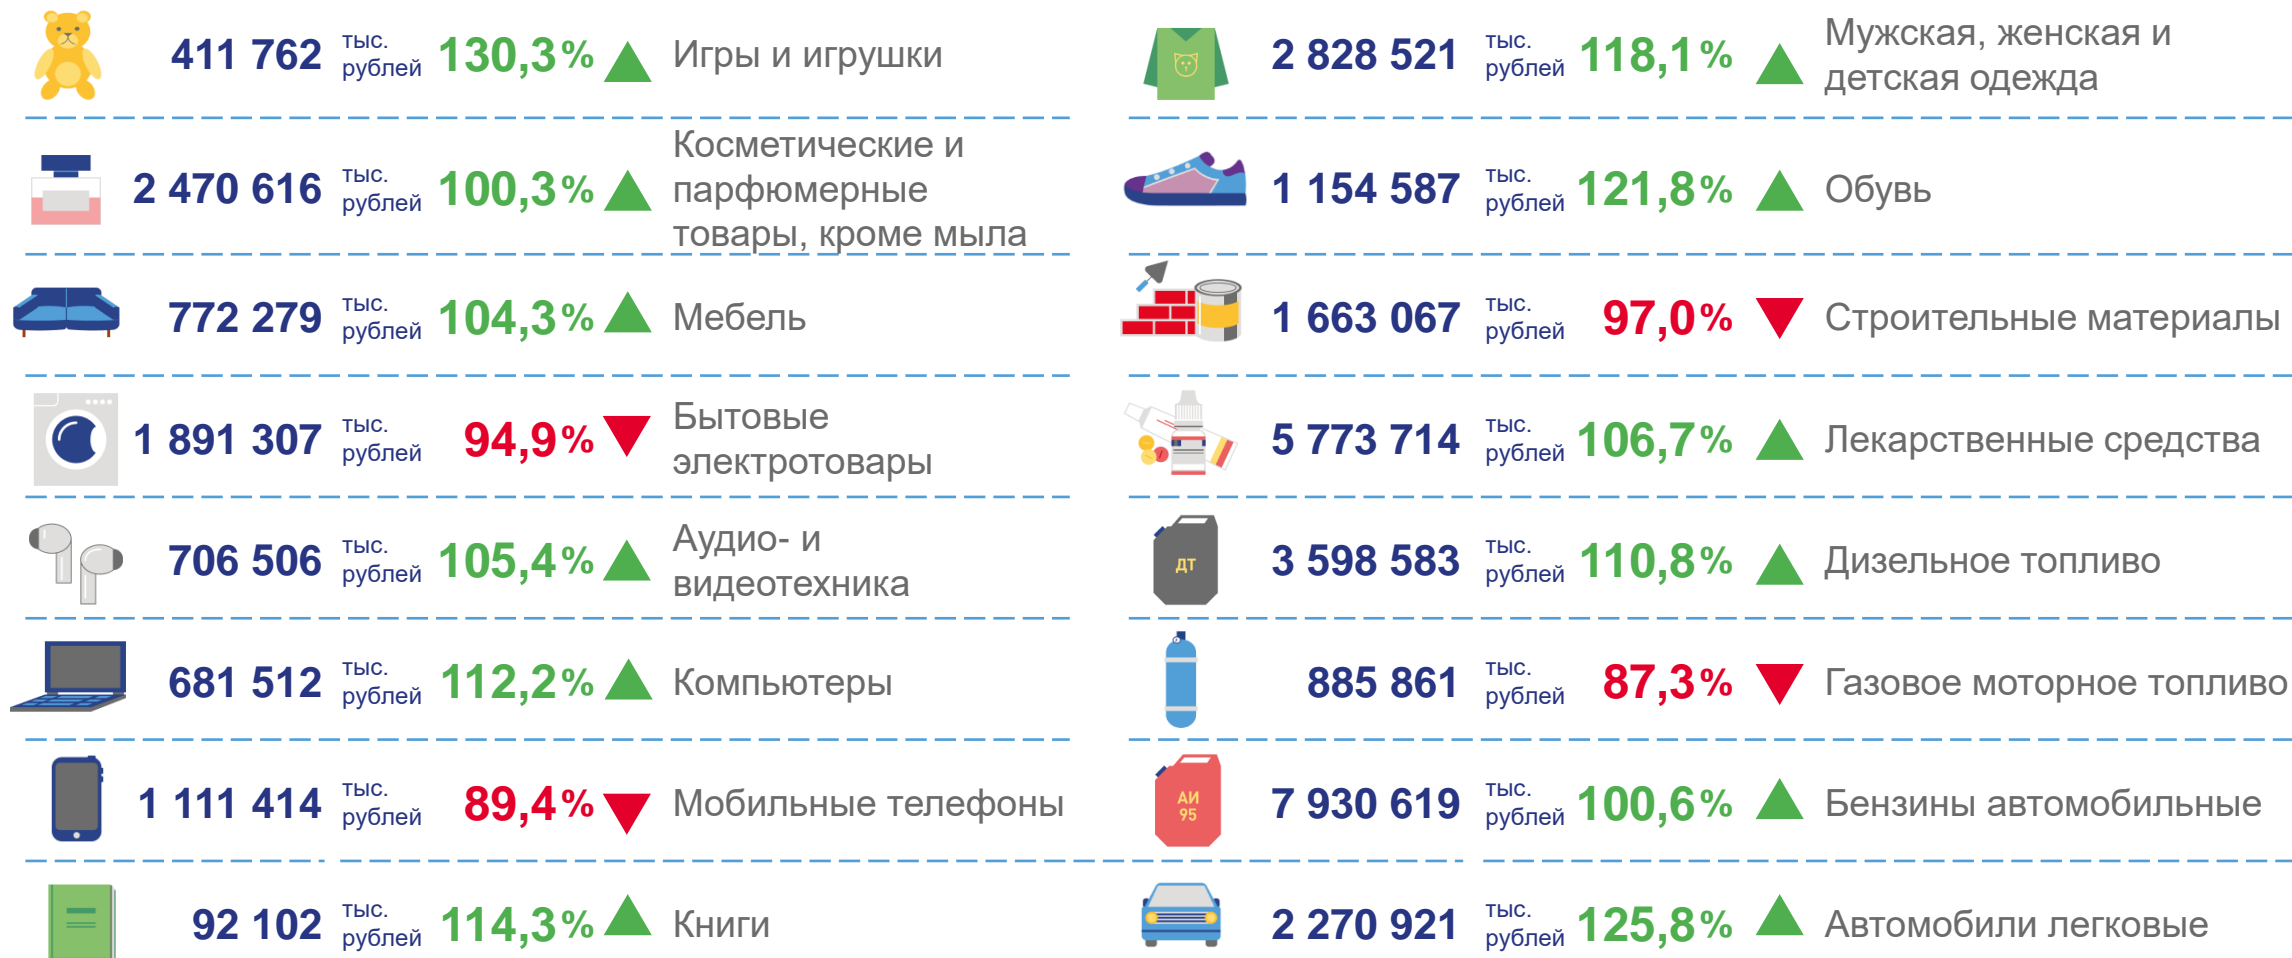 411 762 тыс. рублей 130,3% Игры и игрушки
2 470 616 тыс. рублей 100,3% Косметические и
парфюмерные
товары, кроме мыла
772 279 тыс. рублей 104,3% Мебель
1 891 307 тыс. рублей 94,9% Бытовые
электротовары
706 506 тыс. рублей 105,4% Аудио- и
видеотехника
681 512 тыс. рублей 112,2% Компьютеры
1 111 414 тыс. рублей 89,4% Мобильные телефоны
92 102 тыс. рублей 114,3% Книги
2 828 521 тыс. рублей 118,1% Мужская, женская и
детская одежда
1 154 587 тыс. рублей 121,8% Обувь
1 663 067 тыс. рублей 97,0% Строительные материалы
5 773 714 тыс. рублей 106,7% Лекарственные средства
ДТ
3 598 583 тыс. рублей 110,8% Дизельное топливо
885 861 тыс. рублей 87,3% Газовое моторное топливо
АИ
95
7 930 619 тыс. рублей 100,6% Бензины автомобильные
2 270 921 тыс. рублей 125,8% Автомобили легковые